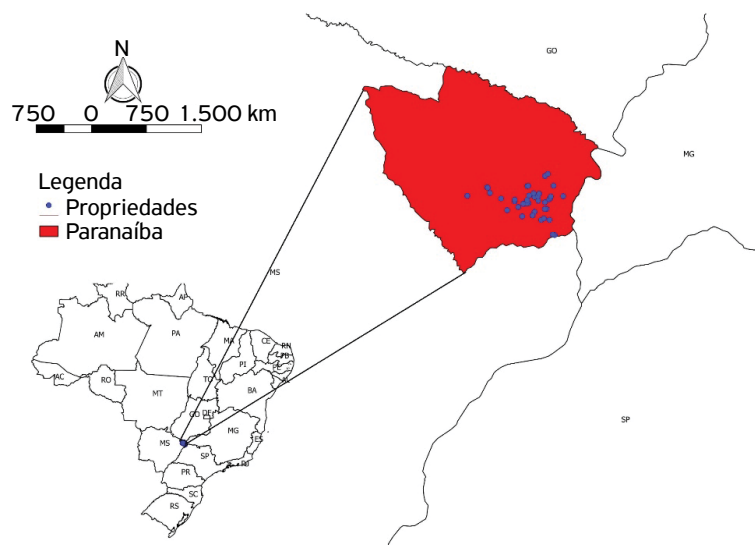 N
750 0 750 1.500 km
Legenda
Propriedades
Paranaíba
GO
MG
MS
SP
RR
AP
AM
PA
MA
CE
RN
PB
PE
AL
PI
AC
RO
TO
BA
MT
GO
DF
MG
ES
MS
SP
RJ
PR
SC
RS